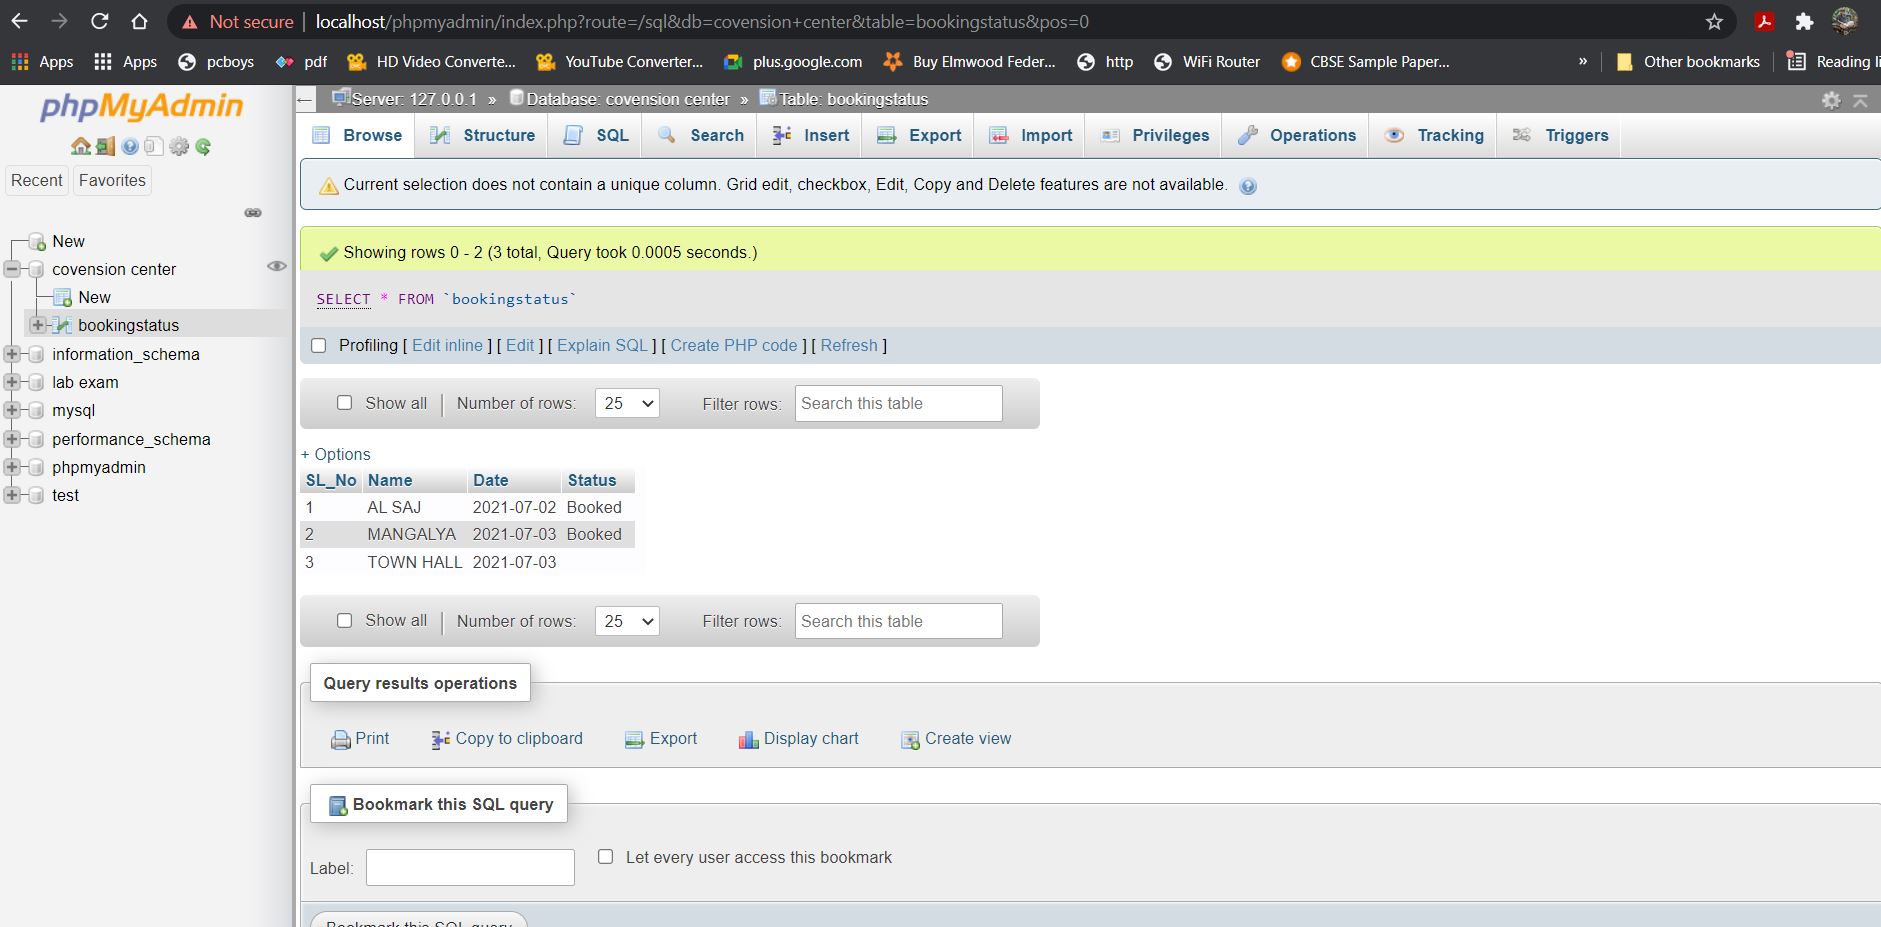 Not secure | localhost/phpmyadmin/index.php?route=/sql&db=covension+center&table=bookingstatus&pos=0
Apps Apps pcboys pdf HD Video Converte... YouTube Converter... plus.google.com Buy Elmwood Feder... http WiFi Router CBSE Sample Paper... » Other bookmarks Reading li
phpMyAdmin
Recent Favorites
New
covension center
New
bookingstatus
information_schema
lab exam
mysql
performance_schema
phpmyadmin
test
Server: 127.0.0.1 » Database: covension center » Table: bookingstatus
Browse Structure SQL Search Insert Export Import Privileges Operations Tracking Triggers
Current selection does not contain a unique column. Grid edit, checkbox, Edit, Copy and Delete features are not available.
Showing rows 0 - 2 (3 total, Query took 0.0005 seconds.)
SELECT * FROM `bookingstatus`
Profiling [ Edit inline ] [ Edit ] [ Explain SQL ] [ Create PHP code ] [ Refresh ]
Show all | Number of rows: 25 Filter rows: Search this table
+ Options
SL_No Name Date Status
1 AL SAJ 2021-07-02 Booked
2 MANGALYA 2021-07-03 Booked
3 TOWN HALL 2021-07-03
Show all | Number of rows: 25 Filter rows: Search this table
Query results operations
Print Copy to clipboard Export Display chart Create view
Bookmark this SQL query
Label: Let every user access this bookmark
Bookmark this SQL query